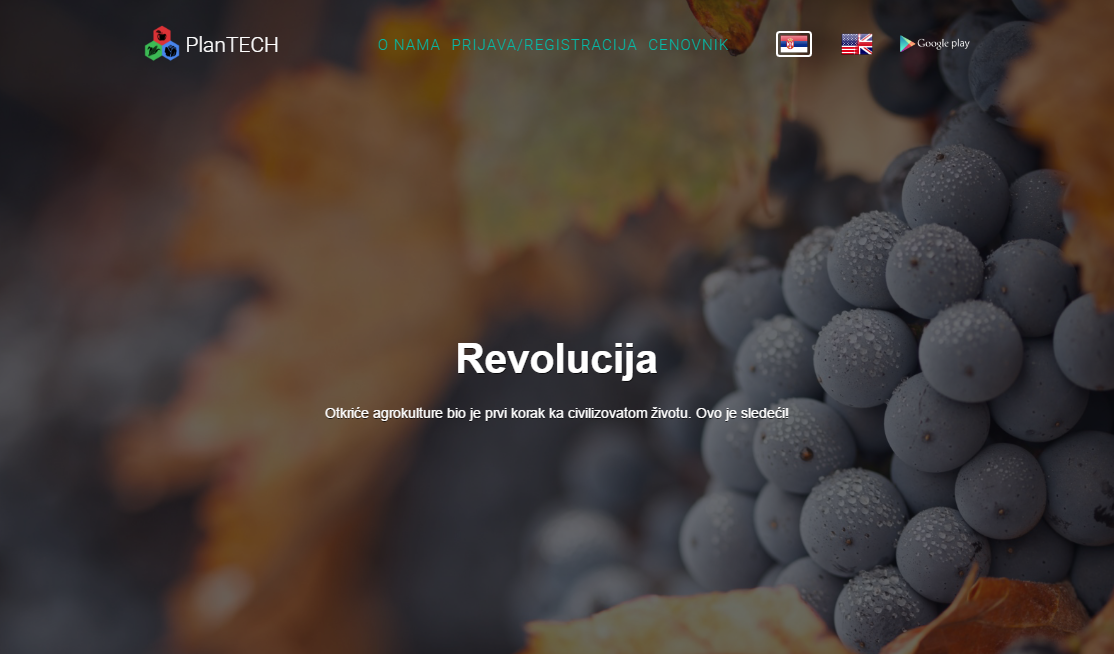 PlanTECH
O NAMA PRIJAVA/REGISTRACIJA CENOVNIK
Google play
Revolucija
Otkriće agrokulture bio je prvi korak ka civilizovatom životu. Ovo je sledeći!